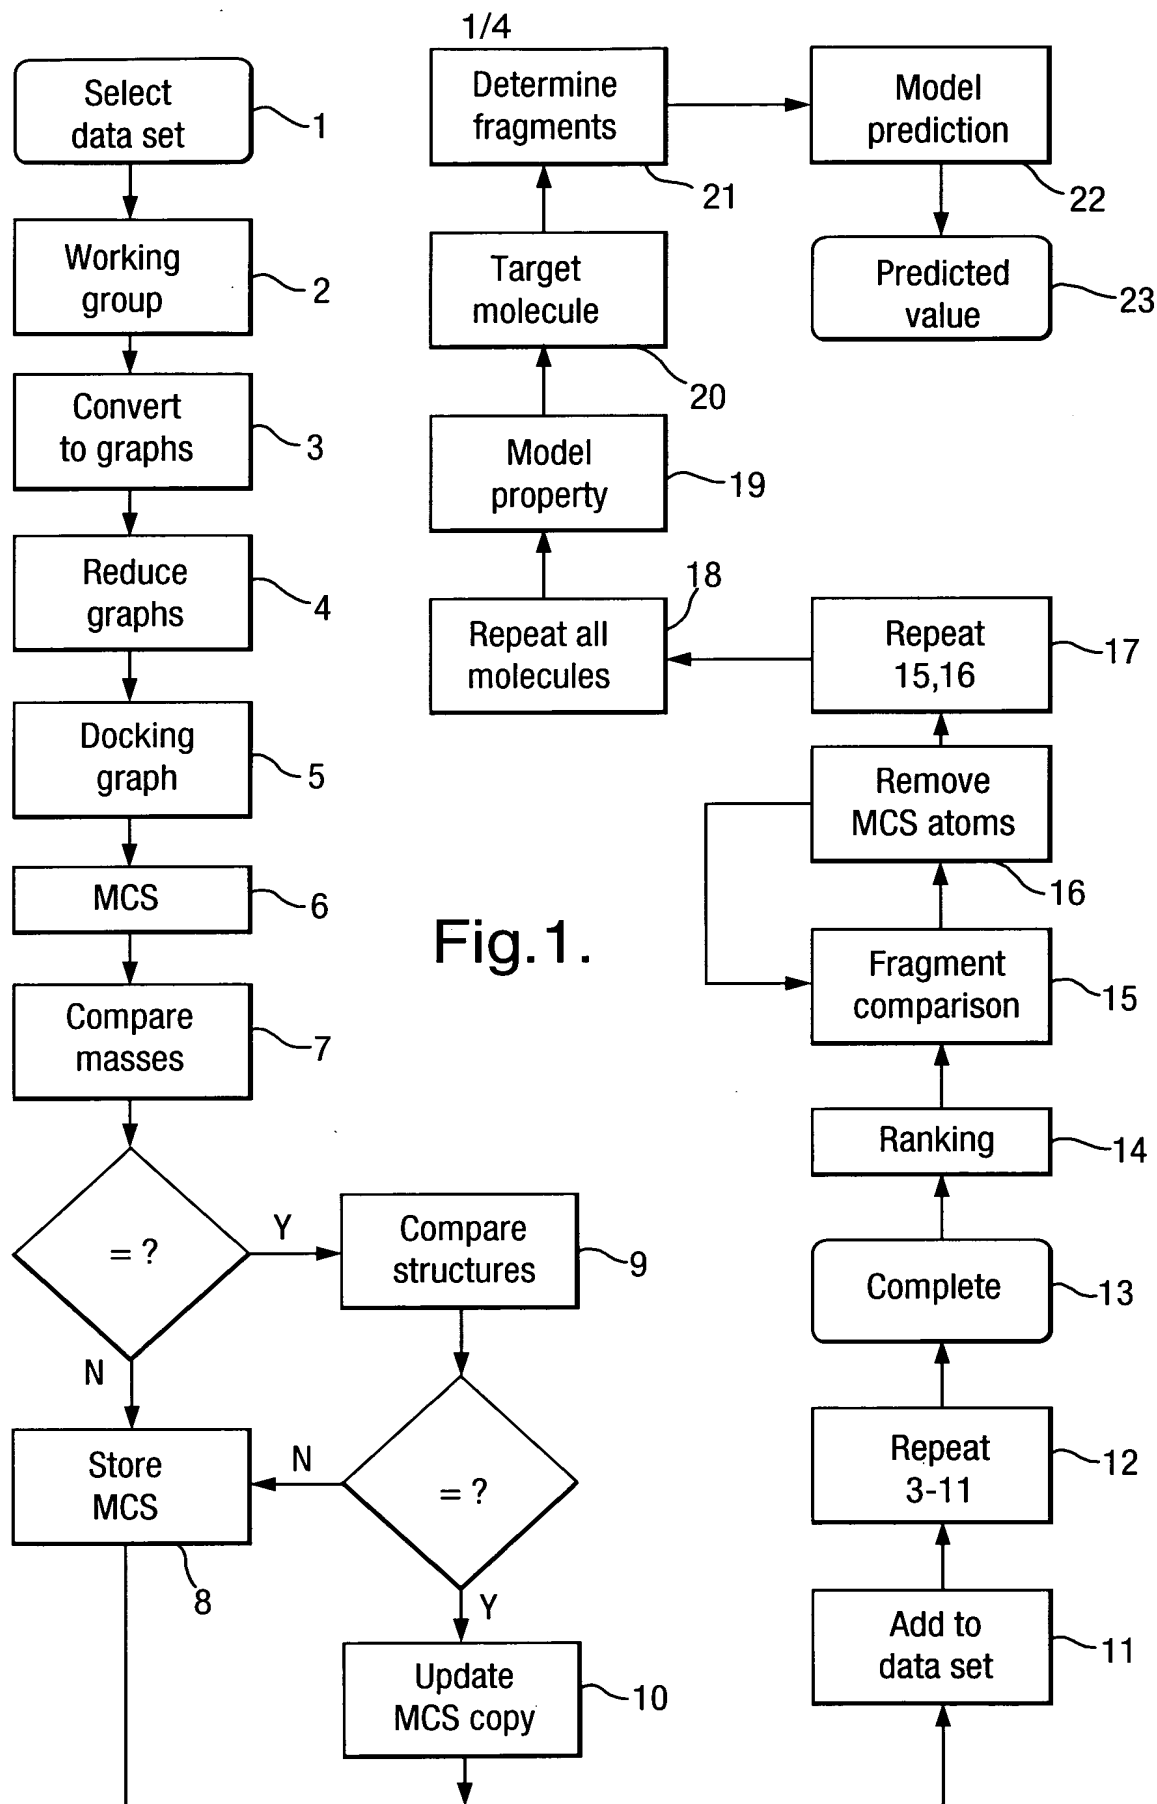 1/4
Select
data set
1
Working
group
2
Convert
to graphs
3
Reduce
graphs
4
Docking
graph
5
MCS
6
Compare
masses
7
= ?
Y
N
Store
MCS
8
Compare
structures
9
= ?
N
Y
Update
MCS copy
10
Add to
data set
11
Repeat
3-11
12
Complete
13
Ranking
14
Fragment
comparison
15
Remove
MCS atoms
16
Repeat
15,16
17
Repeat all
molecules
18
Model
property
19
Target
molecule
20
Determine
fragments
21
Model
prediction
22
Predicted
value
23
Fig.1.